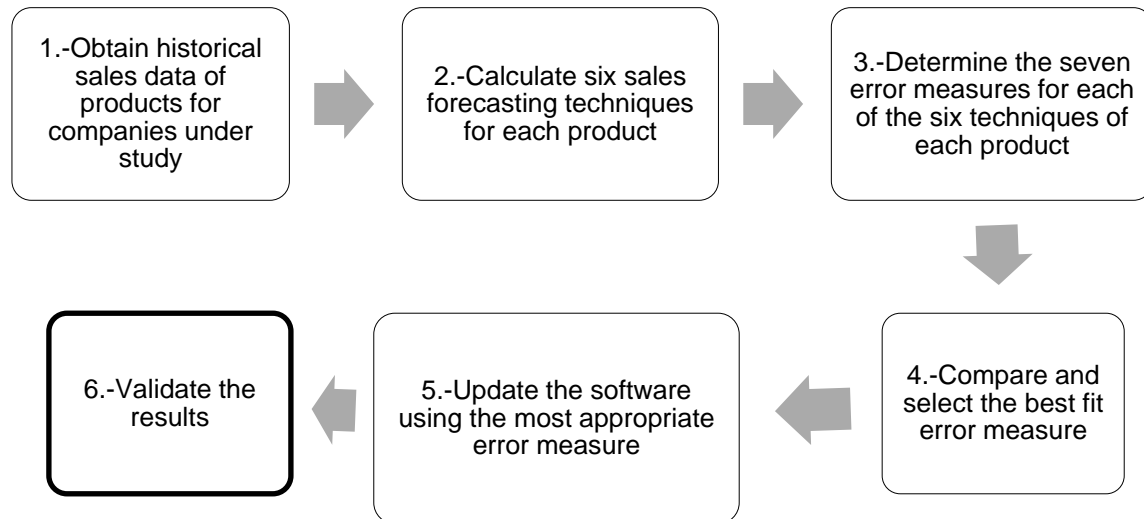 1.-Obtain historical
sales data of
products for
companies under
study
2.-Calculate six sales
forecasting techniques
for each product
3.-Determine the seven
error measures for each
of the six techniques of
each product
4.-Compare and
select the best fit
error measure
5.-Update the software
using the most appropriate
error measure
6.-Validate the
results